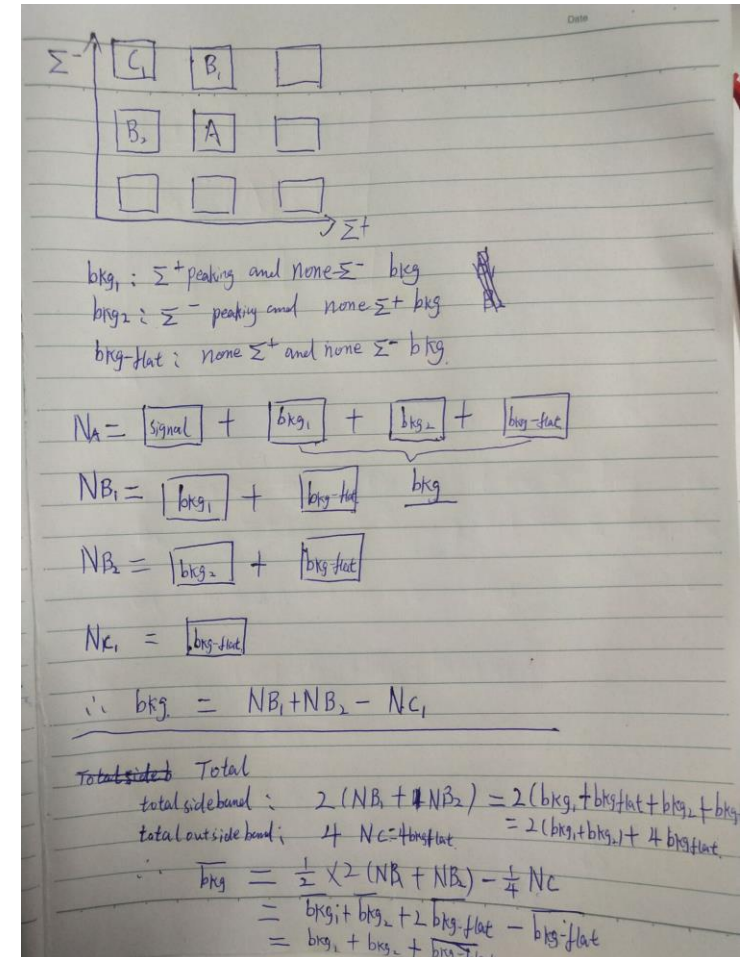 Date
Σ⁻
C₁ B₁
B₂ A
Σ+
bkg₁ : Σ⁺ peaking and none-Σ⁻ bkg
bkg₂ : Σ⁻ peaking and none Σ+ bkg
bkg-flat : none Σ⁺ and none Σ⁻ bkg.
N_A = signal + bkg₁ + bkg₂ + bkg-flat
NB₁ = bkg₁ + bkg-flat bkg
NB₂ = bkg₂ + bkg-flat
Nc₁ = bkg-flat
∴ bkg. = NB₁+NB₂ − Nc₁
Total
total sideband : 2 (NB₁ + NB₂) = 2(bkg₁ + bkgflat + bkg₂ + bkg
= 2(bkg₁+bkg₂) + 4 bkgflat
total outside band : 4 Nc = 4bkgflat
∴ bkg = ½ × 2 (NB₁ + NB₂) − ¼ Nc
= bkg₁ + bkg₂ + 2 bkg-flat − bkg-flat
= bkg₁ + bkg₂ + bkg-